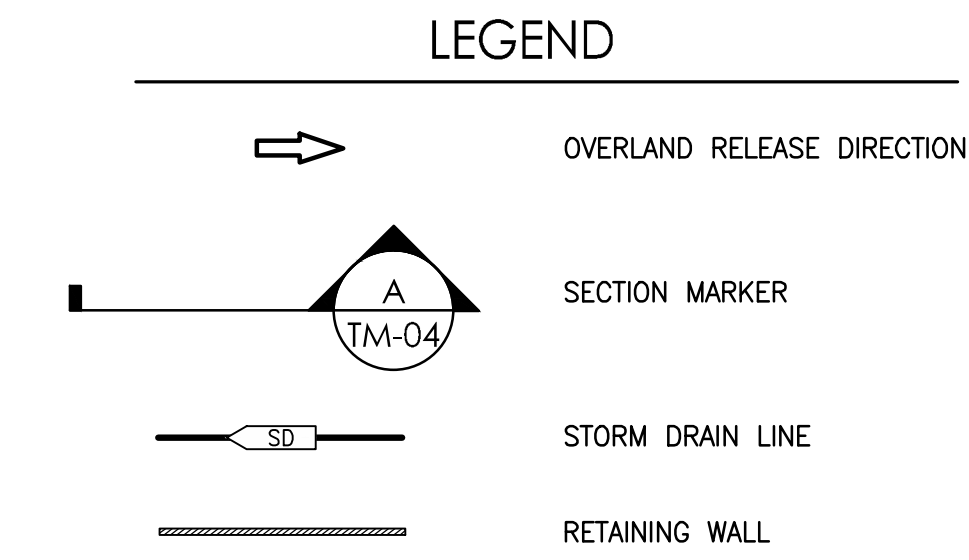 LEGEND
OVERLAND RELEASE DIRECTION
A
SECTION MARKER
TM-04
SD
STORM DRAIN LINE
RETAINING WALL